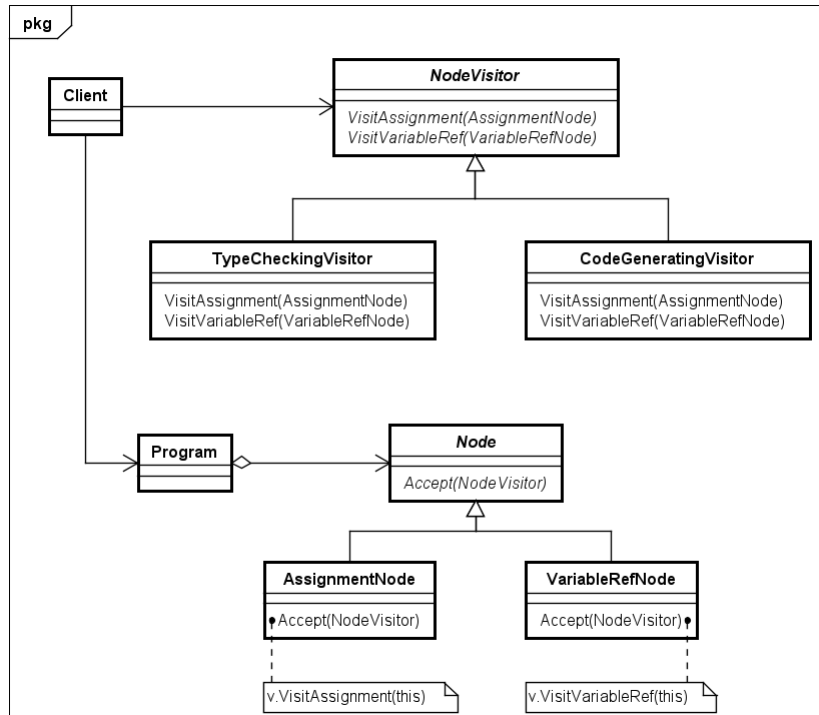 pkg
Client
NodeVisitor
VisitAssignment(AssignmentNode)
VisitVariableRef(VariableRefNode)
TypeCheckingVisitor
VisitAssignment(AssignmentNode)
VisitVariableRef(VariableRefNode)
CodeGeneratingVisitor
VisitAssignment(AssignmentNode)
VisitVariableRef(VariableRefNode)
Program
Node
Accept(NodeVisitor)
AssignmentNode
Accept(NodeVisitor)
VariableRefNode
Accept(NodeVisitor)
v.VisitAssignment(this)
v.VisitVariableRef(this)